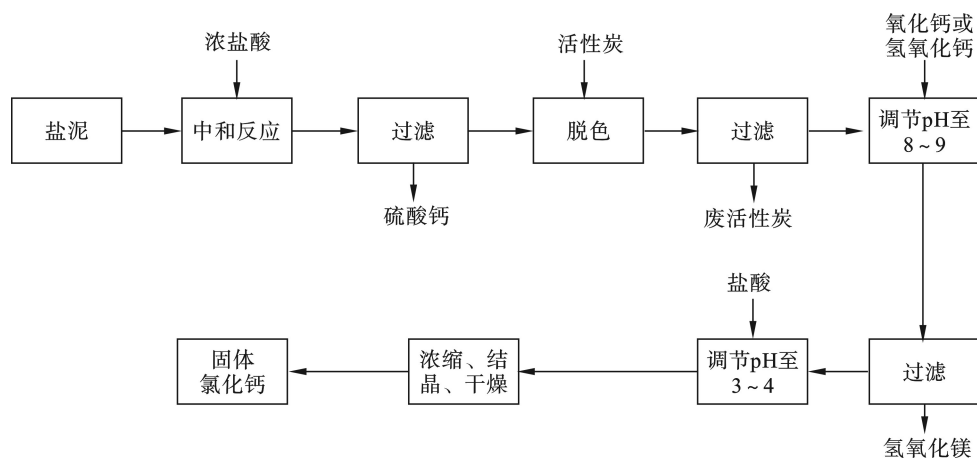 浓盐酸
活性炭
氧化钙或
氢氧化钙
盐泥
中和反应
过滤
脱色
过滤
调节pH至
8~9
硫酸钙
废活性炭
盐酸
固体
氯化钙
浓缩、结
晶、干燥
调节pH至
3~4
过滤
氢氧化镁